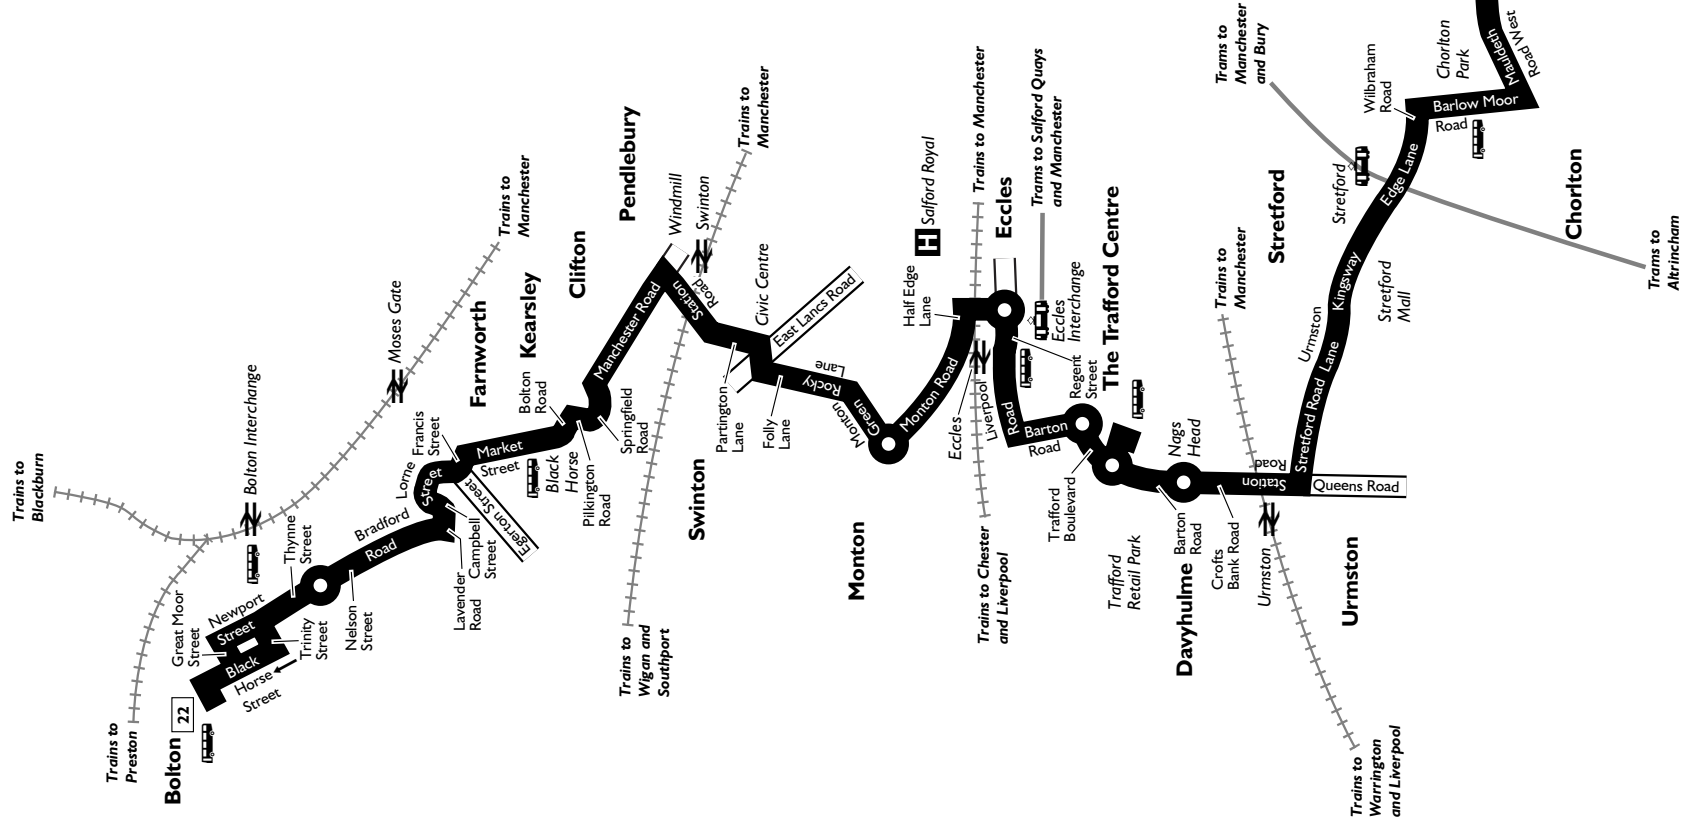 Trains to
Blackburn
Trains to
Preston
Bolton
22
Bolton Interchange
Great Moor
Street
Newport
Street
Black
Horse
Street
Trinity
Street
Thynne
Street
Nelson
Street
Bradford
Road
Moses Gate
Trains to
Manchester
Lorne
Street
Francis
Street
Lavender
Road
Campbell
Street
Egerton Street
Farnworth
Market
Street
Kearsley
Bolton
Road
Black
Horse
Pilkington
Road
Springfield
Road
Clifton
Manchester Road
Pendlebury
Windmill
Swinton
Trains to
Manchester
Station
Road
Trains to
Wigan and
Southport
Swinton
Partington
Lane
Civic Centre
East Lancs Road
Folly
Lane
Rocky
Lane
Monton
Green
Monton
Monton Road
Half Edge
Lane
Salford Royal
H
Trains to Manchester
Eccles
Trams to Salford Quays
and Manchester
Eccles
Interchange
Eccles
Liverpool
Road
Trains to Chester
and Liverpool
Regent
Street
The Trafford Centre
Barton
Road
Trafford
Boulevard
Trafford
Retail Park
Barton
Road
Nags
Head
Davyhulme
Crofts
Bank Road
Station
Road
Urmston
Urmston
Trains to
Manchester
Trains to
Warrington
and Liverpool
Queens Road
Stretford Road
Urmston
Lane
Kingsway
Stretford
Mall
Stretford
Stretford
Edge Lane
Trams to
Manchester
and Bury
Trams to
Altrincham
Wilbraham
Road
Chorlton
Park
Barlow Moor
Road
Chorlton
Mauldeth
Road West